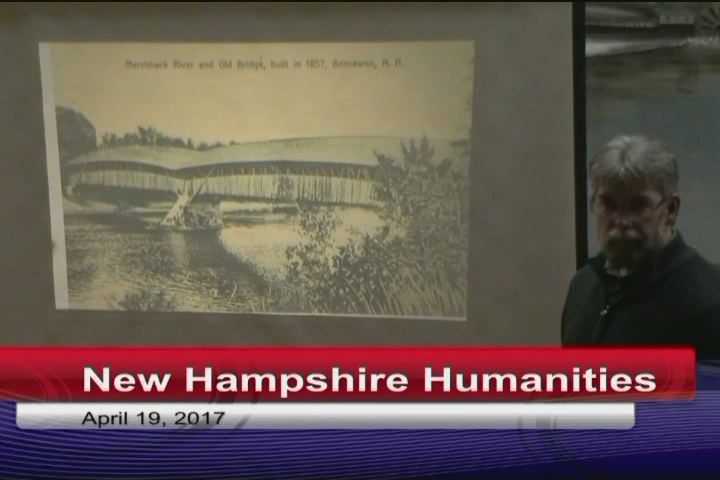 Merrimack River and Old Bridge, built in 1857, Boscawen, N. H.
New Hampshire Humanities
April 19, 2017